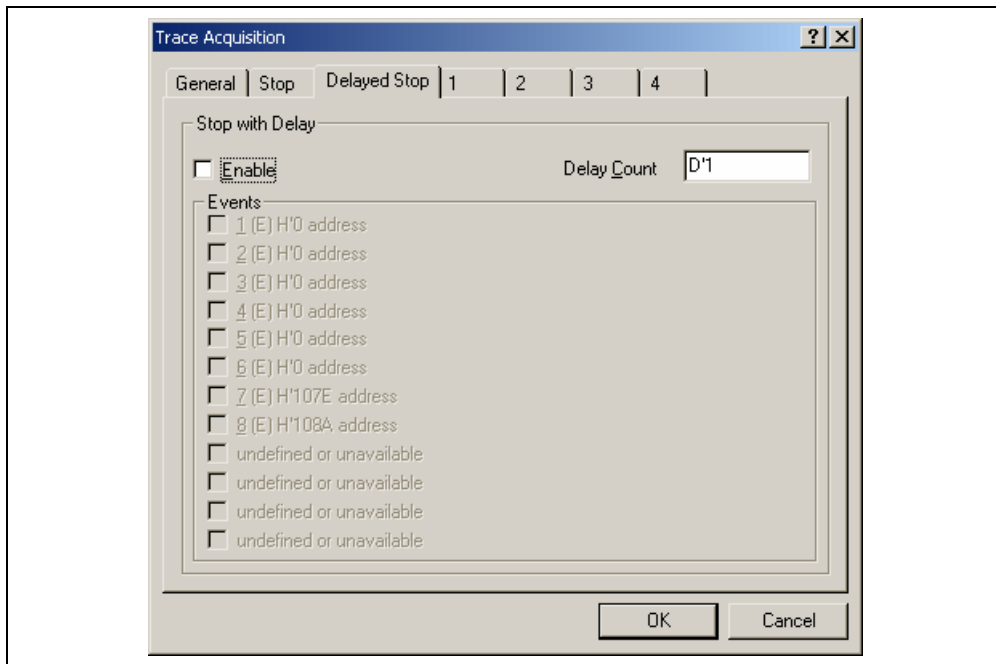 Trace Acquisition
General Stop Delayed Stop 1 2 3 4
Stop with Delay
Enable Delay Count D'1
Events
1 (E) H'0 address
2 (E) H'0 address
3 (E) H'0 address
4 (E) H'0 address
5 (E) H'0 address
6 (E) H'0 address
7 (E) H'107E address
8 (E) H'108A address
undefined or unavailable
undefined or unavailable
undefined or unavailable
undefined or unavailable
OK Cancel